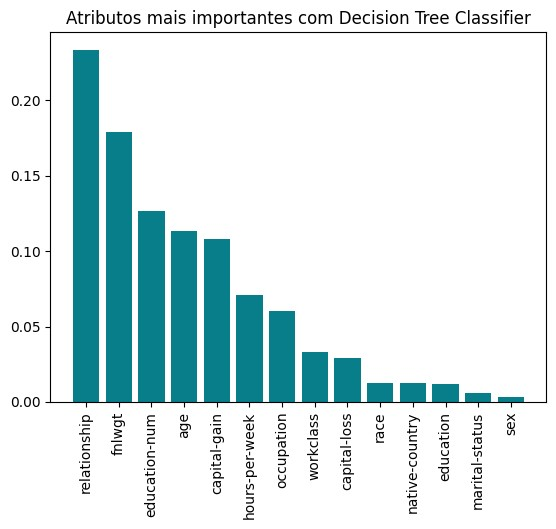 Atributos mais importantes com Decision Tree Classifier
0.20
0.15
0.10
0.05
0.00
relationship
fnlwgt
education-num
age
capital-gain
hours-per-week
occupation
workclass
capital-loss
race
native-country
education
marital-status
sex